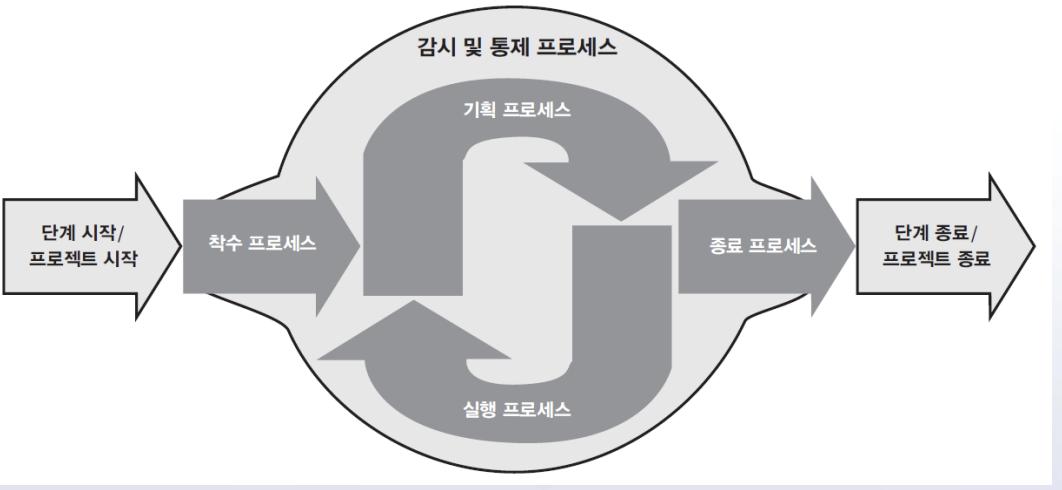 감시 및 통제 프로세스
기획 프로세스
단계 시작/
프로젝트 시작
착수 프로세스
종료 프로세스
단계 종료/
프로젝트 종료
실행 프로세스